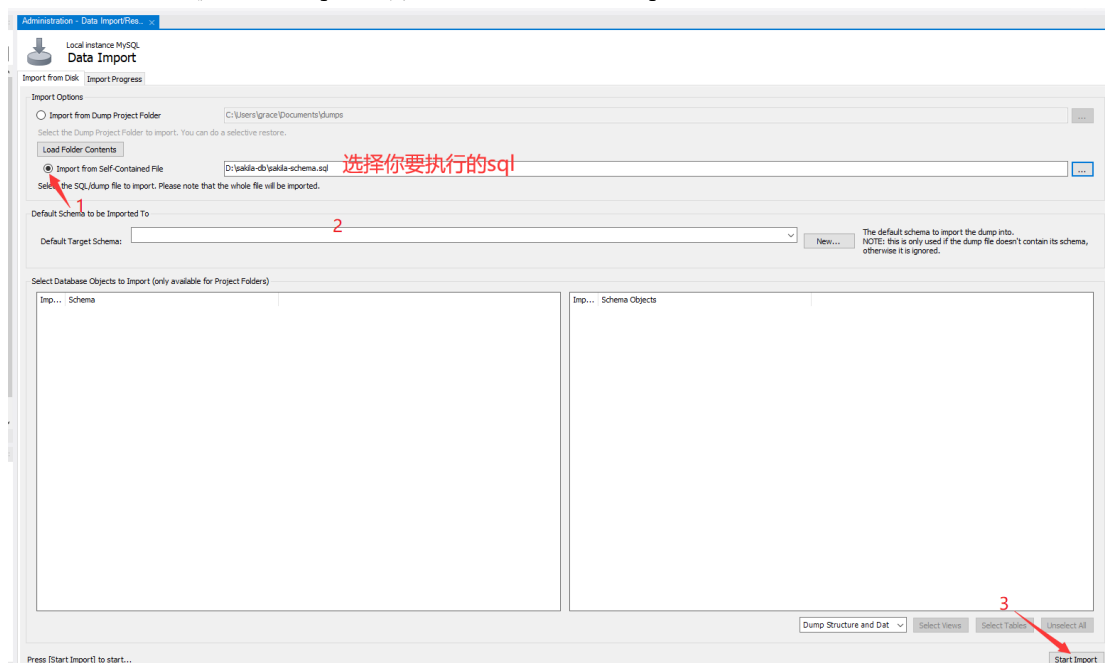 Administration - Data Import/Res...
Local instance MySQL
Data Import
Import from Disk Import Progress
Import Options
Import from Dump Project Folder C:\Users\grace\Documents\dumps ...
Select the Dump Project Folder to import. You can do a selective restore.
Load Folder Contents
Import from Self-Contained File D:\sakila-db\sakila-schema.sql 选择你要执行的sql ...
Select the SQL/dump file to import. Please note that the whole file will be imported.
1
Default Schema to be Imported To
2
Default Target Schema: New... The default schema to import the dump into.
NOTE: this is only used if the dump file doesn't contain its schema,
otherwise it is ignored.
Select Database Objects to Import (only available for Project Folders)
Imp... Schema Imp... Schema Objects
3
Dump Structure and Dat Select Views Select Tables Unselect All
Press [Start Import] to start... Start Import